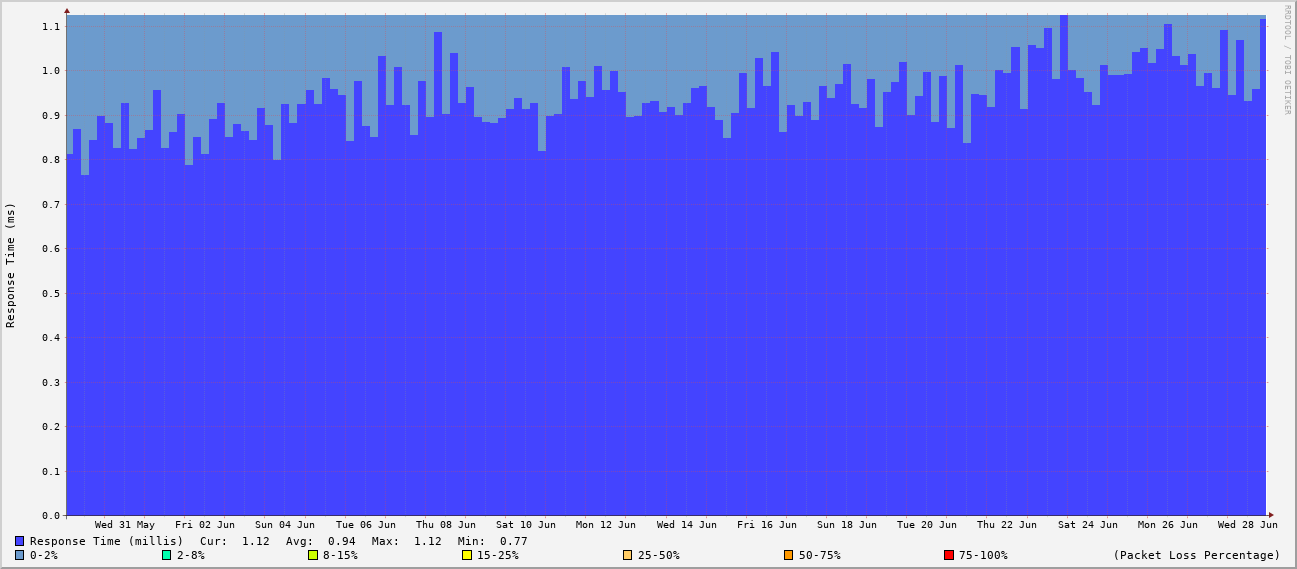 RRDTOOL / TOBI OETIKER
Response Time (ms)
1.1
1.0
0.9
0.8
0.7
0.6
0.5
0.4
0.3
0.2
0.1
0.0
Wed 31 May Fri 02 Jun Sun 04 Jun Tue 06 Jun Thu 08 Jun Sat 10 Jun Mon 12 Jun Wed 14 Jun Fri 16 Jun Sun 18 Jun Tue 20 Jun Thu 22 Jun Sat 24 Jun Mon 26 Jun Wed 28 Jun
Response Time (millis) Cur: 1.12 Avg: 0.94 Max: 1.12 Min: 0.77
0-2% 2-8% 8-15% 15-25% 25-50% 50-75% 75-100% (Packet Loss Percentage)